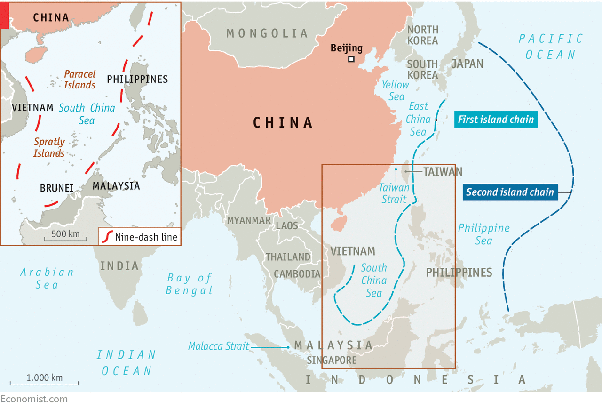 CHINA
Paracel
Islands
PHILIPPINES
VIETNAM
South China
Sea
Spratly
Islands
BRUNEI
MALAYSIA
500 km
Nine-dash line
MONGOLIA
Beijing
NORTH
KOREA
SOUTH
KOREA
JAPAN
PACIFIC
OCEAN
Yellow
Sea
East
China
Sea
First island chain
CHINA
TAIWAN
Taiwan
Strait
Second island chain
MYANMAR
LAOS
VIETNAM
Philippine
Sea
INDIA
THAILAND
CAMBODIA
South
China
Sea
PHILIPPINES
Arabian
Sea
Bay of
Bengal
Malacca Strait
MALAYSIA
SINGAPORE
INDIAN
OCEAN
INDONESIA
1,000 km
Economist.com